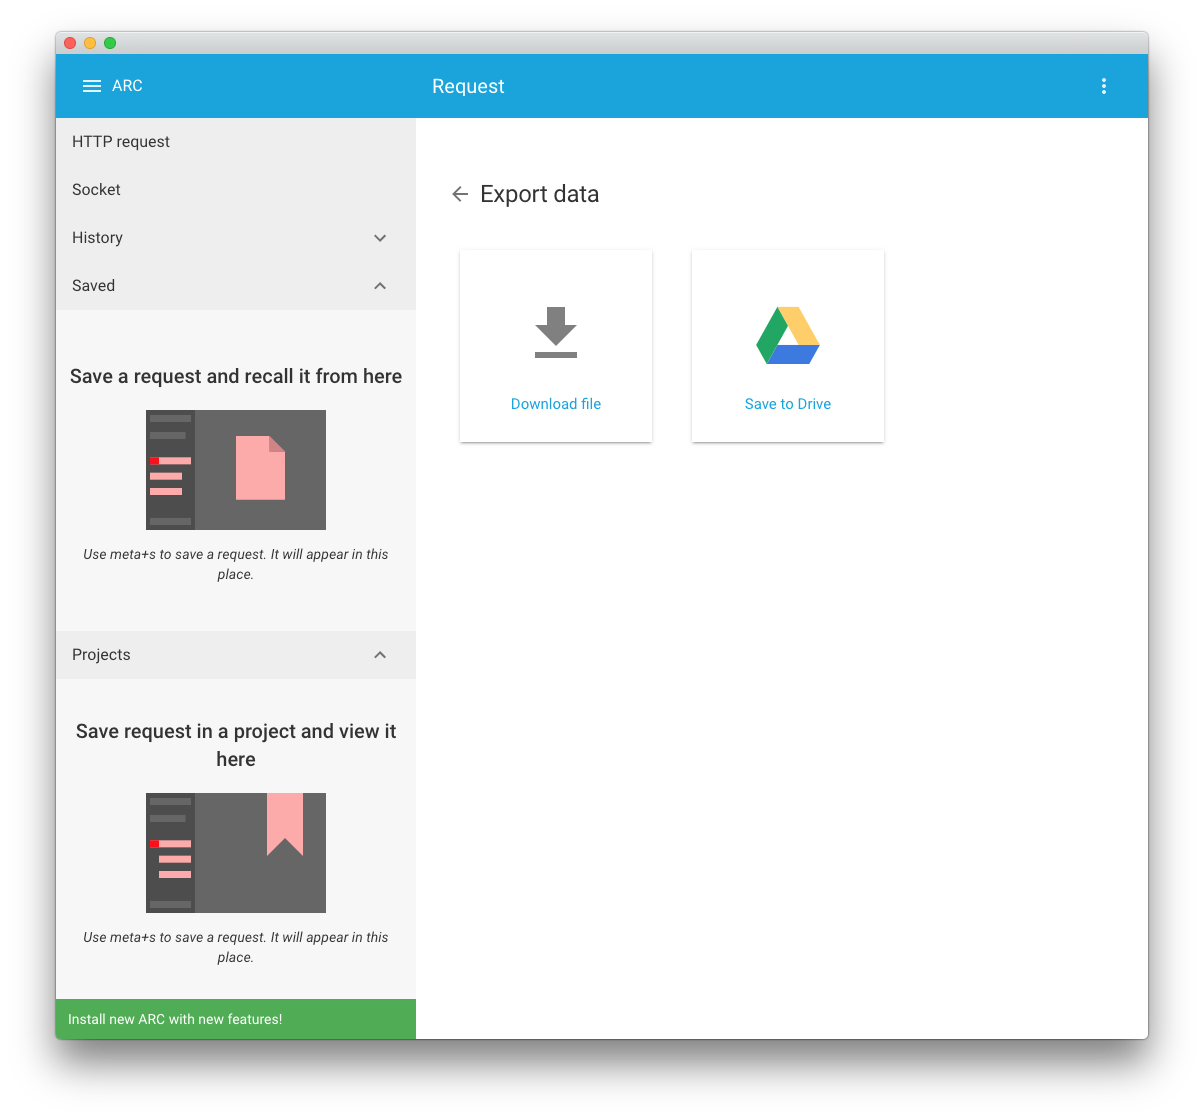 ARC
Request
HTTP request
Socket
History
Saved
Save a request and recall it from here
Use meta+s to save a request. It will appear in this
place.
Projects
Save request in a project and view it
here
Use meta+s to save a request. It will appear in this
place.
Install new ARC with new features!
Export data
Download file
Save to Drive